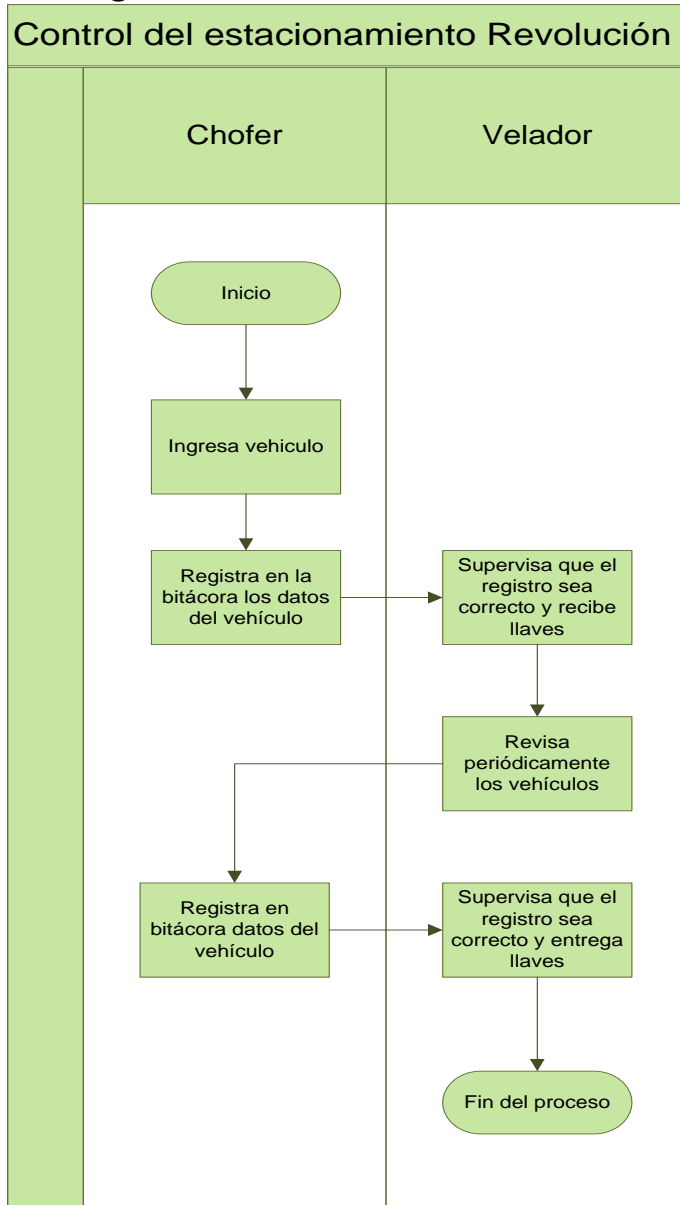 Control del estacionamiento Revolución
Chofer
Velador
Inicio
Ingresa vehiculo
Registra en la
bitácora los datos
del vehículo
Supervisa que el
registro sea
correcto y recibe
llaves
Revisa
periódicamente
los vehículos
Registra en
bitácora datos del
vehículo
Supervisa que el
registro sea
correcto y entrega
llaves
Fin del proceso